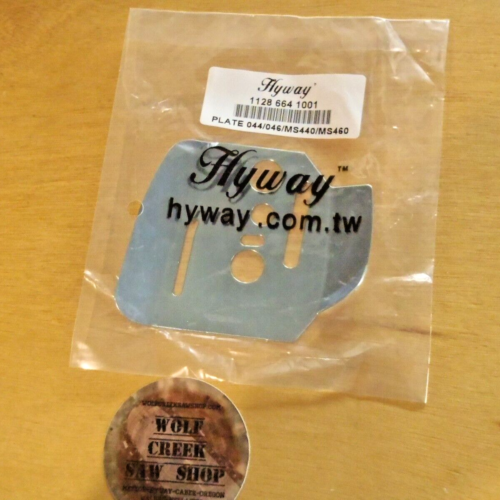 Hyway
1128 664 1001
PLATE 044/046/MS440/MS460
Hyway™
hyway.com.tw
WOLF
CREEK
SAW SHOP